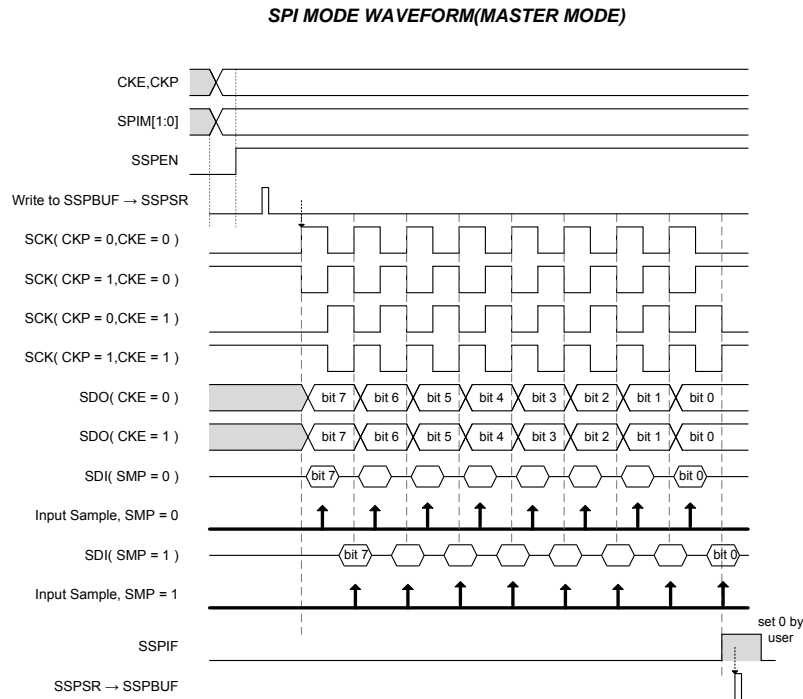 SPI MODE WAVEFORM(MASTER MODE)
CKE,CKP
SPIM[1:0]
SSPEN
Write to SSPBUF → SSPSR
SCK( CKP = 0,CKE = 0 )
SCK( CKP = 1,CKE = 0 )
SCK( CKP = 0,CKE = 1 )
SCK( CKP = 1,CKE = 1 )
SDO( CKE = 0 ) bit 7 bit 6 bit 5 bit 4 bit 3 bit 2 bit 1 bit 0
SDO( CKE = 1 ) bit 7 bit 6 bit 5 bit 4 bit 3 bit 2 bit 1 bit 0
SDI( SMP = 0 ) bit 7 bit 0
Input Sample, SMP = 0
SDI( SMP = 1 ) bit 7 bit 0
Input Sample, SMP = 1
set 0 by
user
SSPIF
SSPSR → SSPBUF